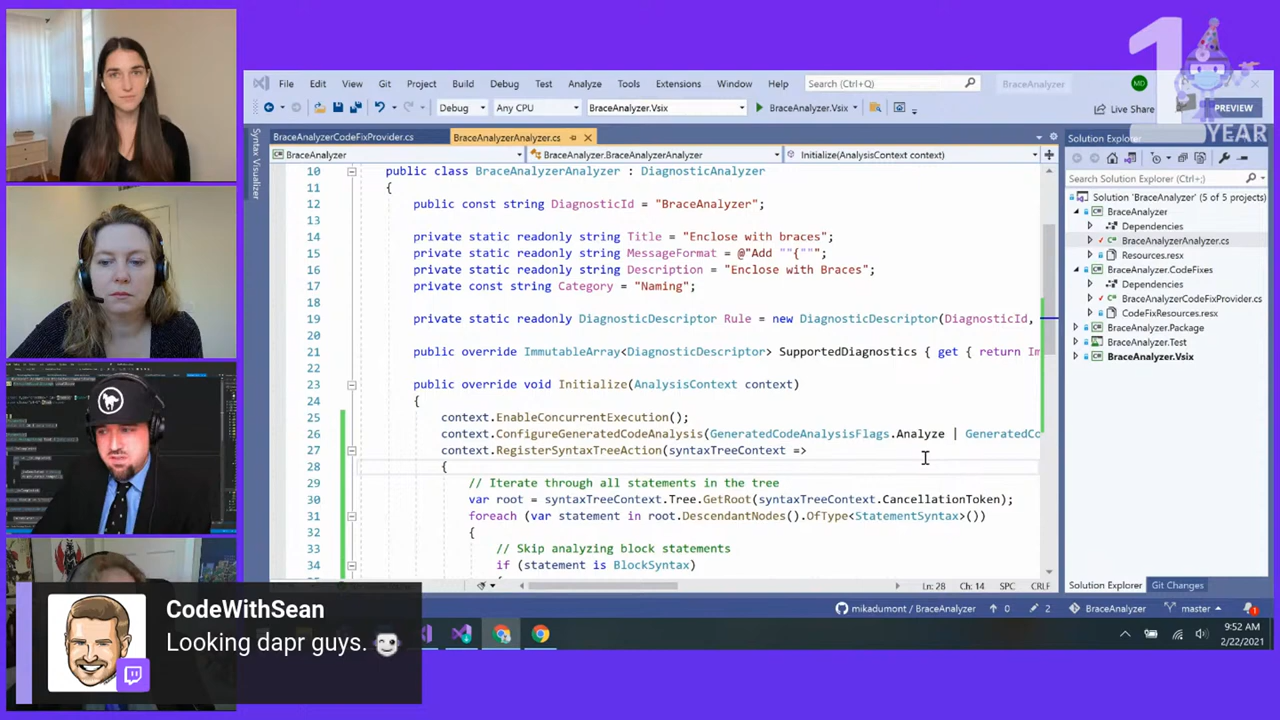 1
YEAR
File Edit View Git Project Build Debug Test Analyze Tools Extensions Window Help Search (Ctrl+Q) BraceAnalyzer MD
Debug Any CPU BraceAnalyzer.Vsix BraceAnalyzer.Vsix Live Share PREVIEW
Syntax Visualizer
BraceAnalyzerCodeFixProvider.cs BraceAnalyzerAnalyzer.cs
BraceAnalyzer BraceAnalyzer.BraceAnalyzerAnalyzer Initialize(AnalysisContext context)
10 public class BraceAnalyzerAnalyzer : DiagnosticAnalyzer
11 {
12 public const string DiagnosticId = "BraceAnalyzer";
13
14 private static readonly string Title = "Enclose with braces";
15 private static readonly string MessageFormat = @"Add ""{""";
16 private static readonly string Description = "Enclose with Braces";
17 private const string Category = "Naming";
18
19 private static readonly DiagnosticDescriptor Rule = new DiagnosticDescriptor(DiagnosticId,
21 public override ImmutableArray<DiagnosticDescriptor> SupportedDiagnostics { get { return Im
22
23 public override void Initialize(AnalysisContext context)
24 {
25 context.EnableConcurrentExecution();
26 context.ConfigureGeneratedCodeAnalysis(GeneratedCodeAnalysisFlags.Analyze | GeneratedCo
27 context.RegisterSyntaxTreeAction(syntaxTreeContext =>
28 {
29 // Iterate through all statements in the tree
30 var root = syntaxTreeContext.Tree.GetRoot(syntaxTreeContext.CancellationToken);
31 foreach (var statement in root.DescendantNodes().OfType<StatementSyntax>())
32 {
33 // Skip analyzing block statements
34 if (statement is BlockSyntax)
Ln: 28 Ch: 14 SPC CRLF
Solution Explorer
Search Solution Explorer (Ctrl+;)
Solution 'BraceAnalyzer' (5 of 5 projects)
BraceAnalyzer
Dependencies
BraceAnalyzerAnalyzer.cs
Resources.resx
BraceAnalyzer.CodeFixes
Dependencies
BraceAnalyzerCodeFixProvider.cs
CodeFixResources.resx
BraceAnalyzer.Package
BraceAnalyzer.Test
BraceAnalyzer.Vsix
Solution Explorer Git Changes
mikadumont / BraceAnalyzer 0 2 BraceAnalyzer master 1
9:52 AM
2/22/2021
CodeWithSean
Looking dapr guys.